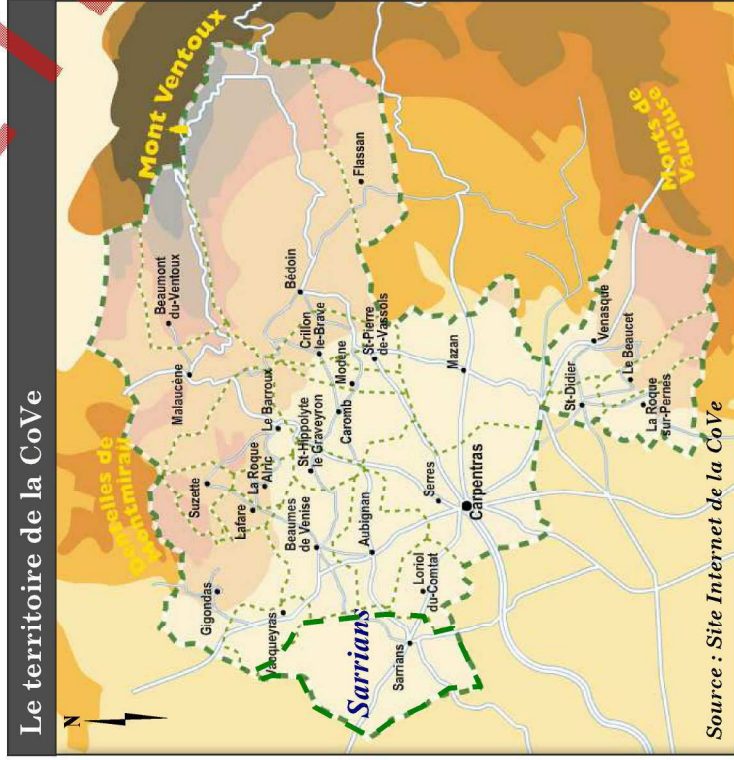 Le territoire de la CoVe
N
Mont Ventoux
Dentelles de
Montmirail
Monts de
Vaucluse
Beaumont
du-Ventoux
Malaucène
Suzette
La Roque
Alric
Lafare
Le Barroux
Gigondas
Beaumes
de Venise
St-Hippolyte
le Graveyron
Crillon
le-Brave
Bédoin
Flassan
Modène
Caromb
St-Pierre
de-Vassols
Vacqueyras
Aubignan
Serres
Mazan
Carpentras
Loriol
du-Comtat
Sarrians
Sarrians
St-Didier
Venasque
Le Beaucet
La Roque
sur-Pernes
Source : Site Internet de la CoVe